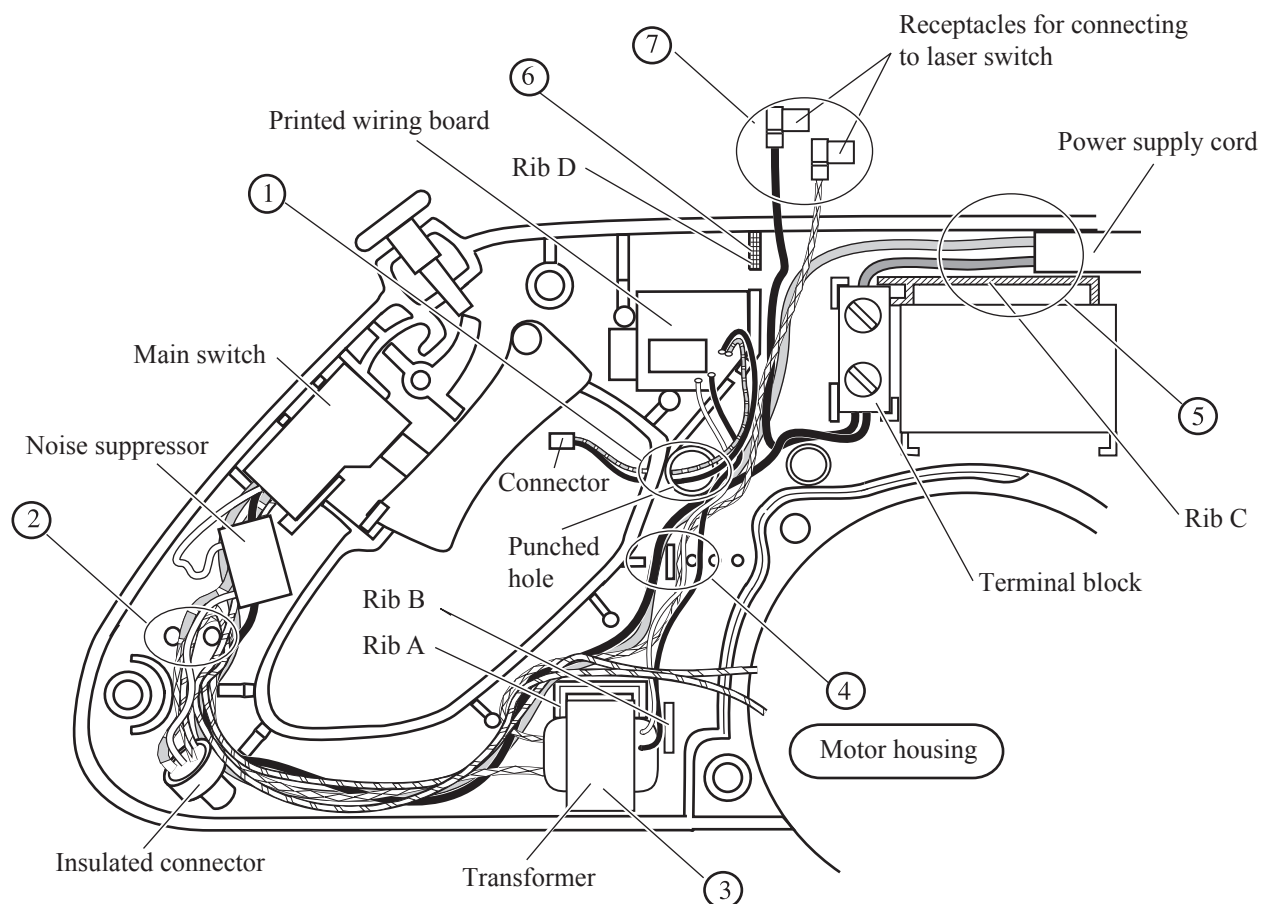 Receptacles for connecting
to laser switch
7
6
Printed wiring board
Power supply cord
Rib D
1
Main switch
Noise suppressor
5
Connector
2
Rib C
Punched
hole
Terminal block
Rib B
Rib A
4
Motor housing
Insulated connector
Transformer
3